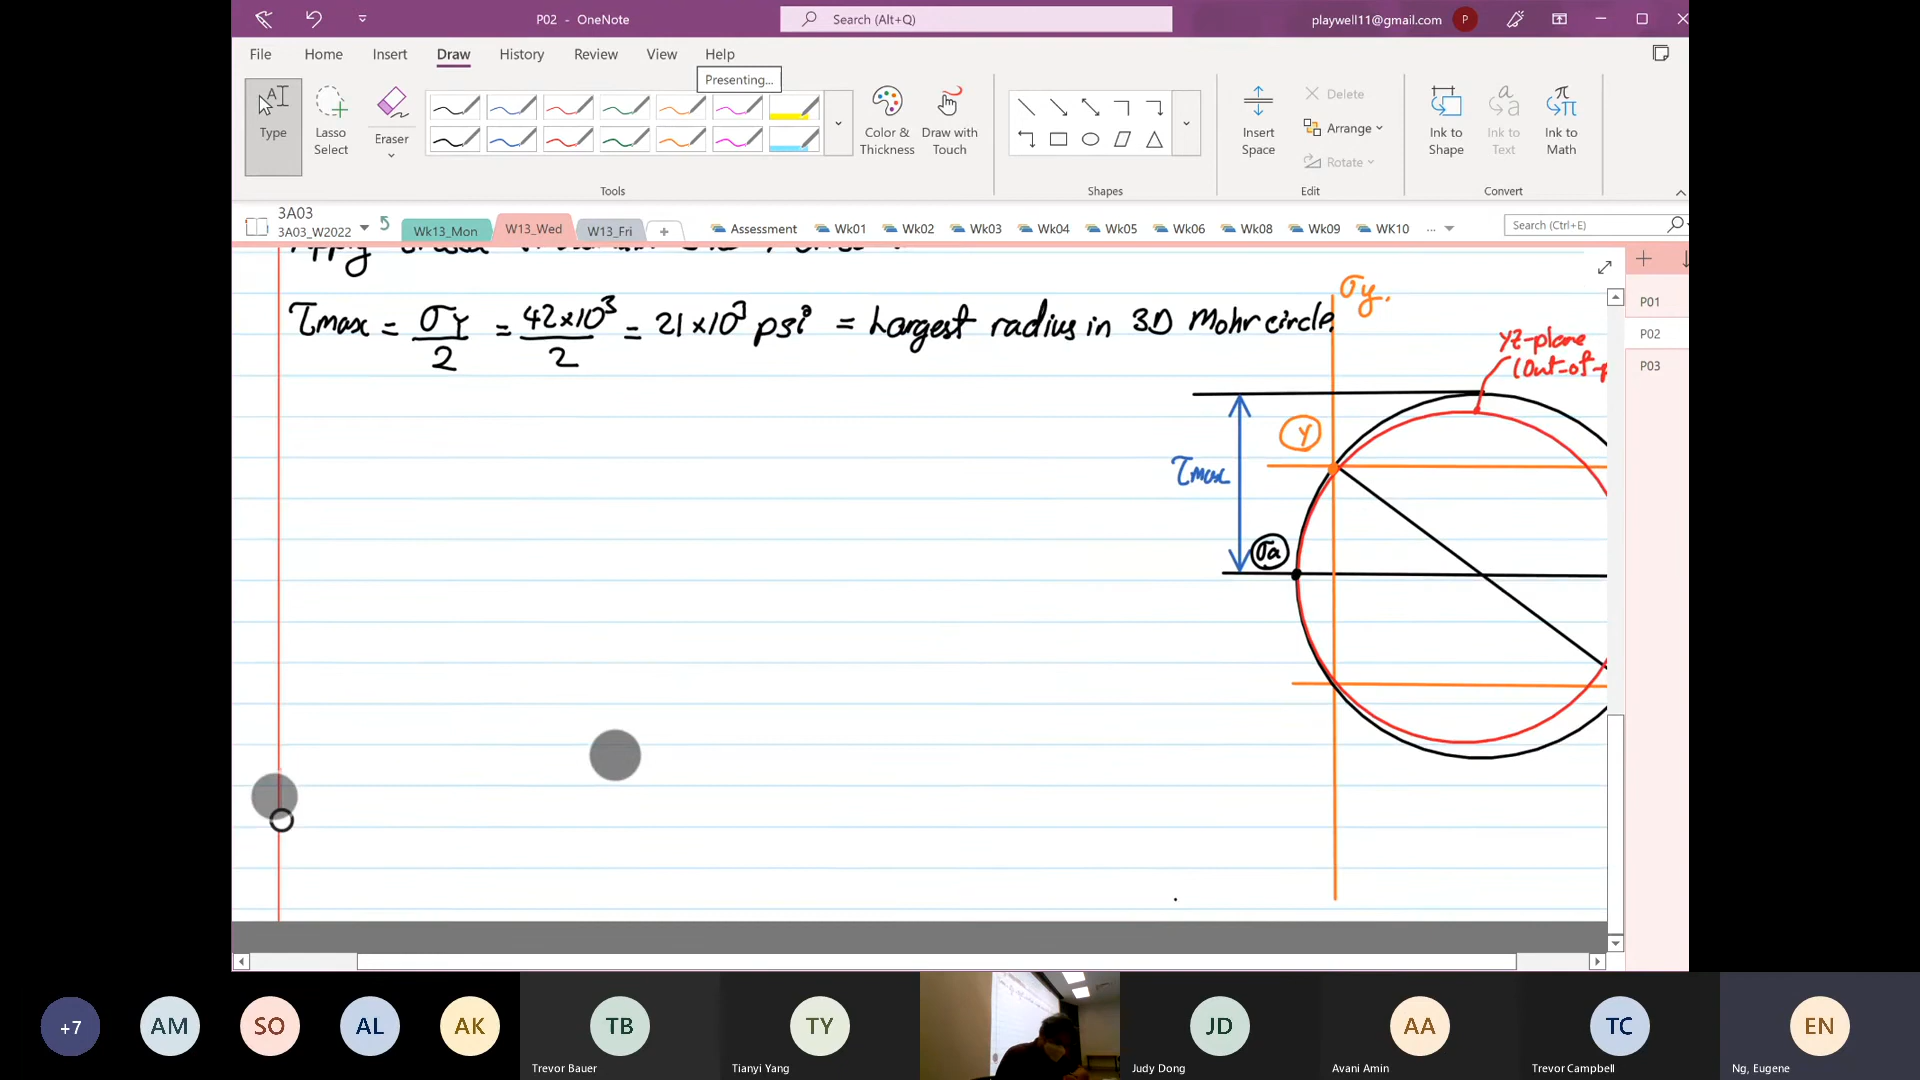 P02 - OneNote
Search (Alt+Q)
playwell11@gmail.com
P
File
Home
Insert
Draw
History
Review
View
Help
Presenting...
Type
Lasso Select
Eraser
Color & Thickness
Draw with Touch
Insert Space
Delete
Arrange
Rotate
Ink to Shape
Ink to Text
Ink to Math
Tools
Shapes
Edit
Convert
3A03
3A03_W2022
Wk13_Mon
W13_Wed
W13_Fri
+
Assessment
Wk01
Wk02
Wk03
Wk04
Wk05
Wk06
Wk08
Wk09
WK10
...
Search (Ctrl+E)
P01
P02
P03
Apply
τmax = σY/2 = 42×10³/2 = 21×10³ psi = Largest radius in 3D Mohr circle
σy.
YZ-plane
(Out-of-p
Y
τmax
σa
+7
AM
SO
AL
AK
TB
Trevor Bauer
TY
Tianyi Yang
JD
Judy Dong
AA
Avani Amin
TC
Trevor Campbell
EN
Ng, Eugene